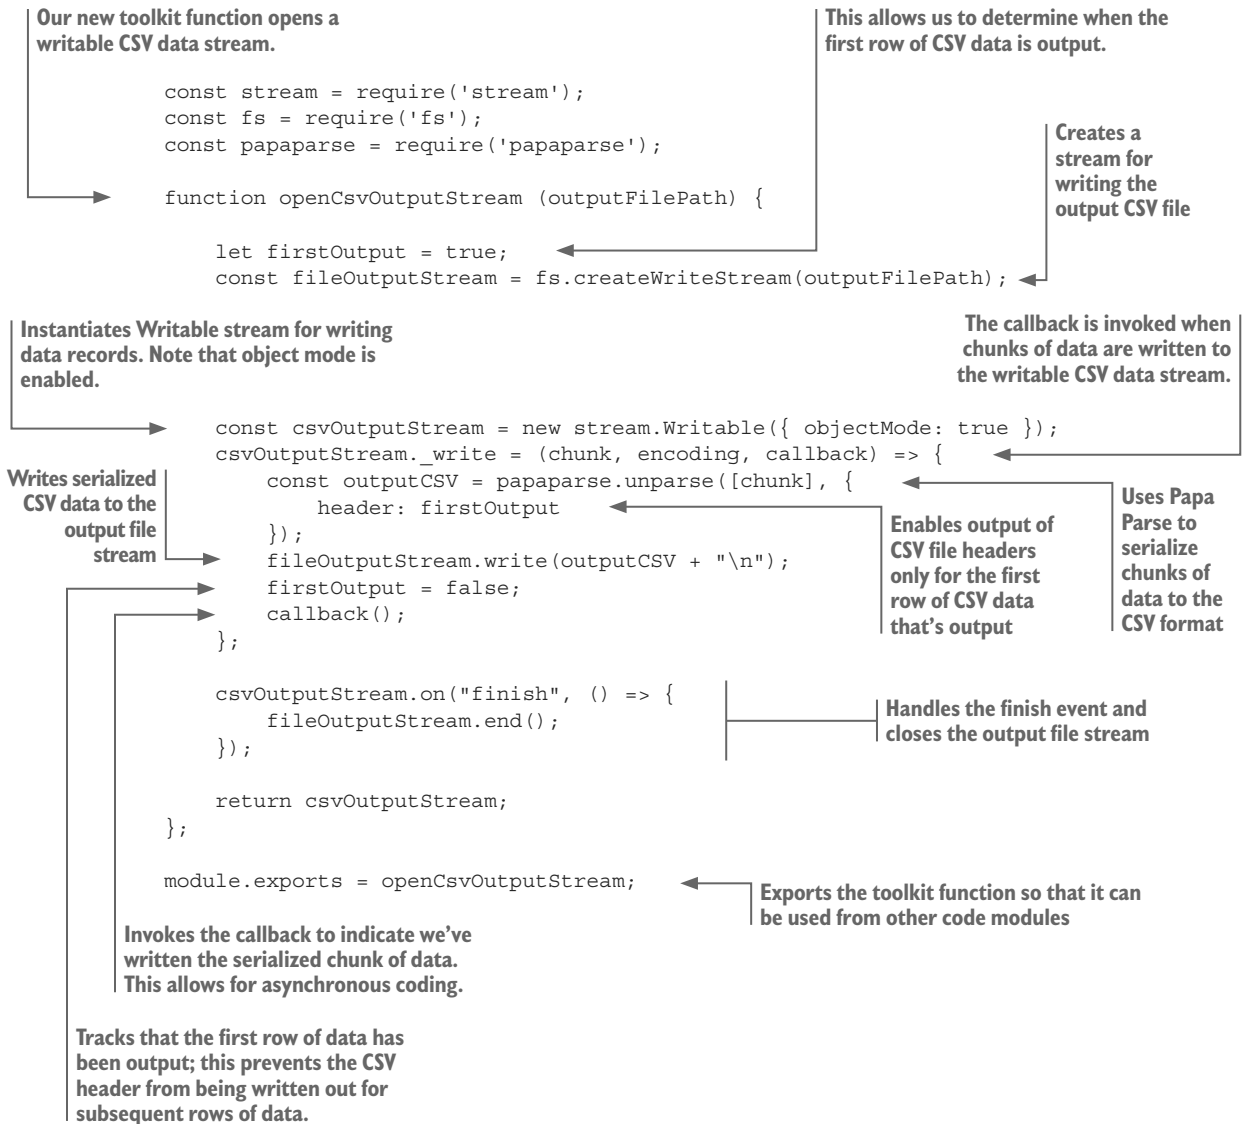 Our new toolkit function opens a
writable CSV data stream.
This allows us to determine when the
first row of CSV data is output.
const stream = require('stream');
const fs = require('fs');
const papaparse = require('papaparse');
Creates a
stream for
writing the
output CSV file
function openCsvOutputStream (outputFilePath) {
let firstOutput = true;
const fileOutputStream = fs.createWriteStream(outputFilePath);
Instantiates Writable stream for writing
data records. Note that object mode is
enabled.
The callback is invoked when
chunks of data are written to
the writable CSV data stream.
const csvOutputStream = new stream.Writable({ objectMode: true });
csvOutputStream._write = (chunk, encoding, callback) => {
const outputCSV = papaparse.unparse([chunk], {
header: firstOutput
});
fileOutputStream.write(outputCSV + "\n");
firstOutput = false;
callback();
};
Writes serialized
CSV data to the
output file
stream
Enables output of
CSV file headers
only for the first
row of CSV data
that's output
Uses Papa
Parse to
serialize
chunks of
data to the
CSV format
csvOutputStream.on("finish", () => {
fileOutputStream.end();
});
Handles the finish event and
closes the output file stream
return csvOutputStream;
};
module.exports = openCsvOutputStream;
Exports the toolkit function so that it can
be used from other code modules
Invokes the callback to indicate we've
written the serialized chunk of data.
This allows for asynchronous coding.
Tracks that the first row of data has
been output; this prevents the CSV
header from being written out for
subsequent rows of data.